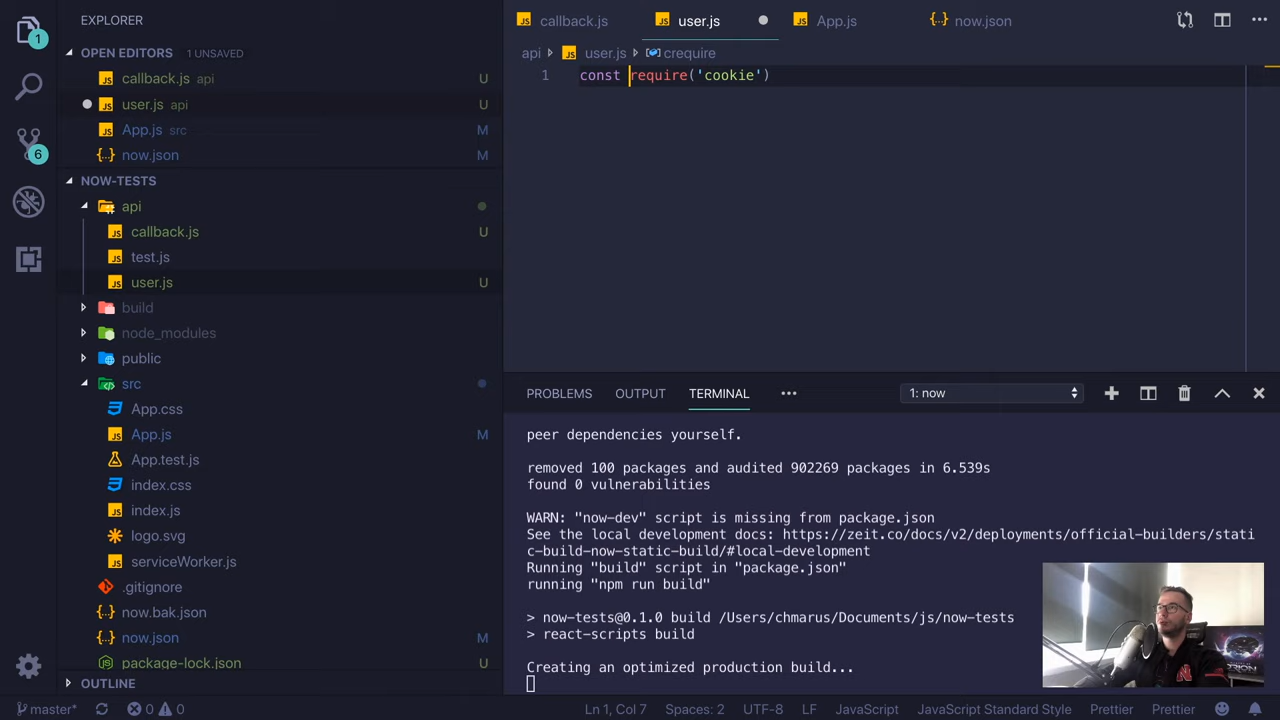 EXPLORER
OPEN EDITORS 1 UNSAVED
callback.js api U
user.js api U
App.js src M
now.json M
NOW-TESTS
api
callback.js U
test.js
user.js U
build
node_modules
public
src
App.css
App.js M
App.test.js
index.css
index.js
logo.svg
serviceWorker.js
.gitignore
now.bak.json
now.json M
package-lock.json U
OUTLINE
1
6
callback.js user.js App.js now.json
api user.js crequire
1 const require('cookie')
PROBLEMS OUTPUT TERMINAL ••• 1: now
peer dependencies yourself.
removed 100 packages and audited 902269 packages in 6.539s
found 0 vulnerabilities
WARN: "now-dev" script is missing from package.json
See the local development docs: https://zeit.co/docs/v2/deployments/official-builders/stati
c-build-now-static-build/#local-development
Running "build" script in "package.json"
running "npm run build"
> now-tests@0.1.0 build /Users/chmarus/Documents/js/now-tests
> react-scripts build
Creating an optimized production build...
master* 0 0 Ln 1, Col 7 Spaces: 2 UTF-8 LF JavaScript JavaScript Standard Style Prettier Prettier